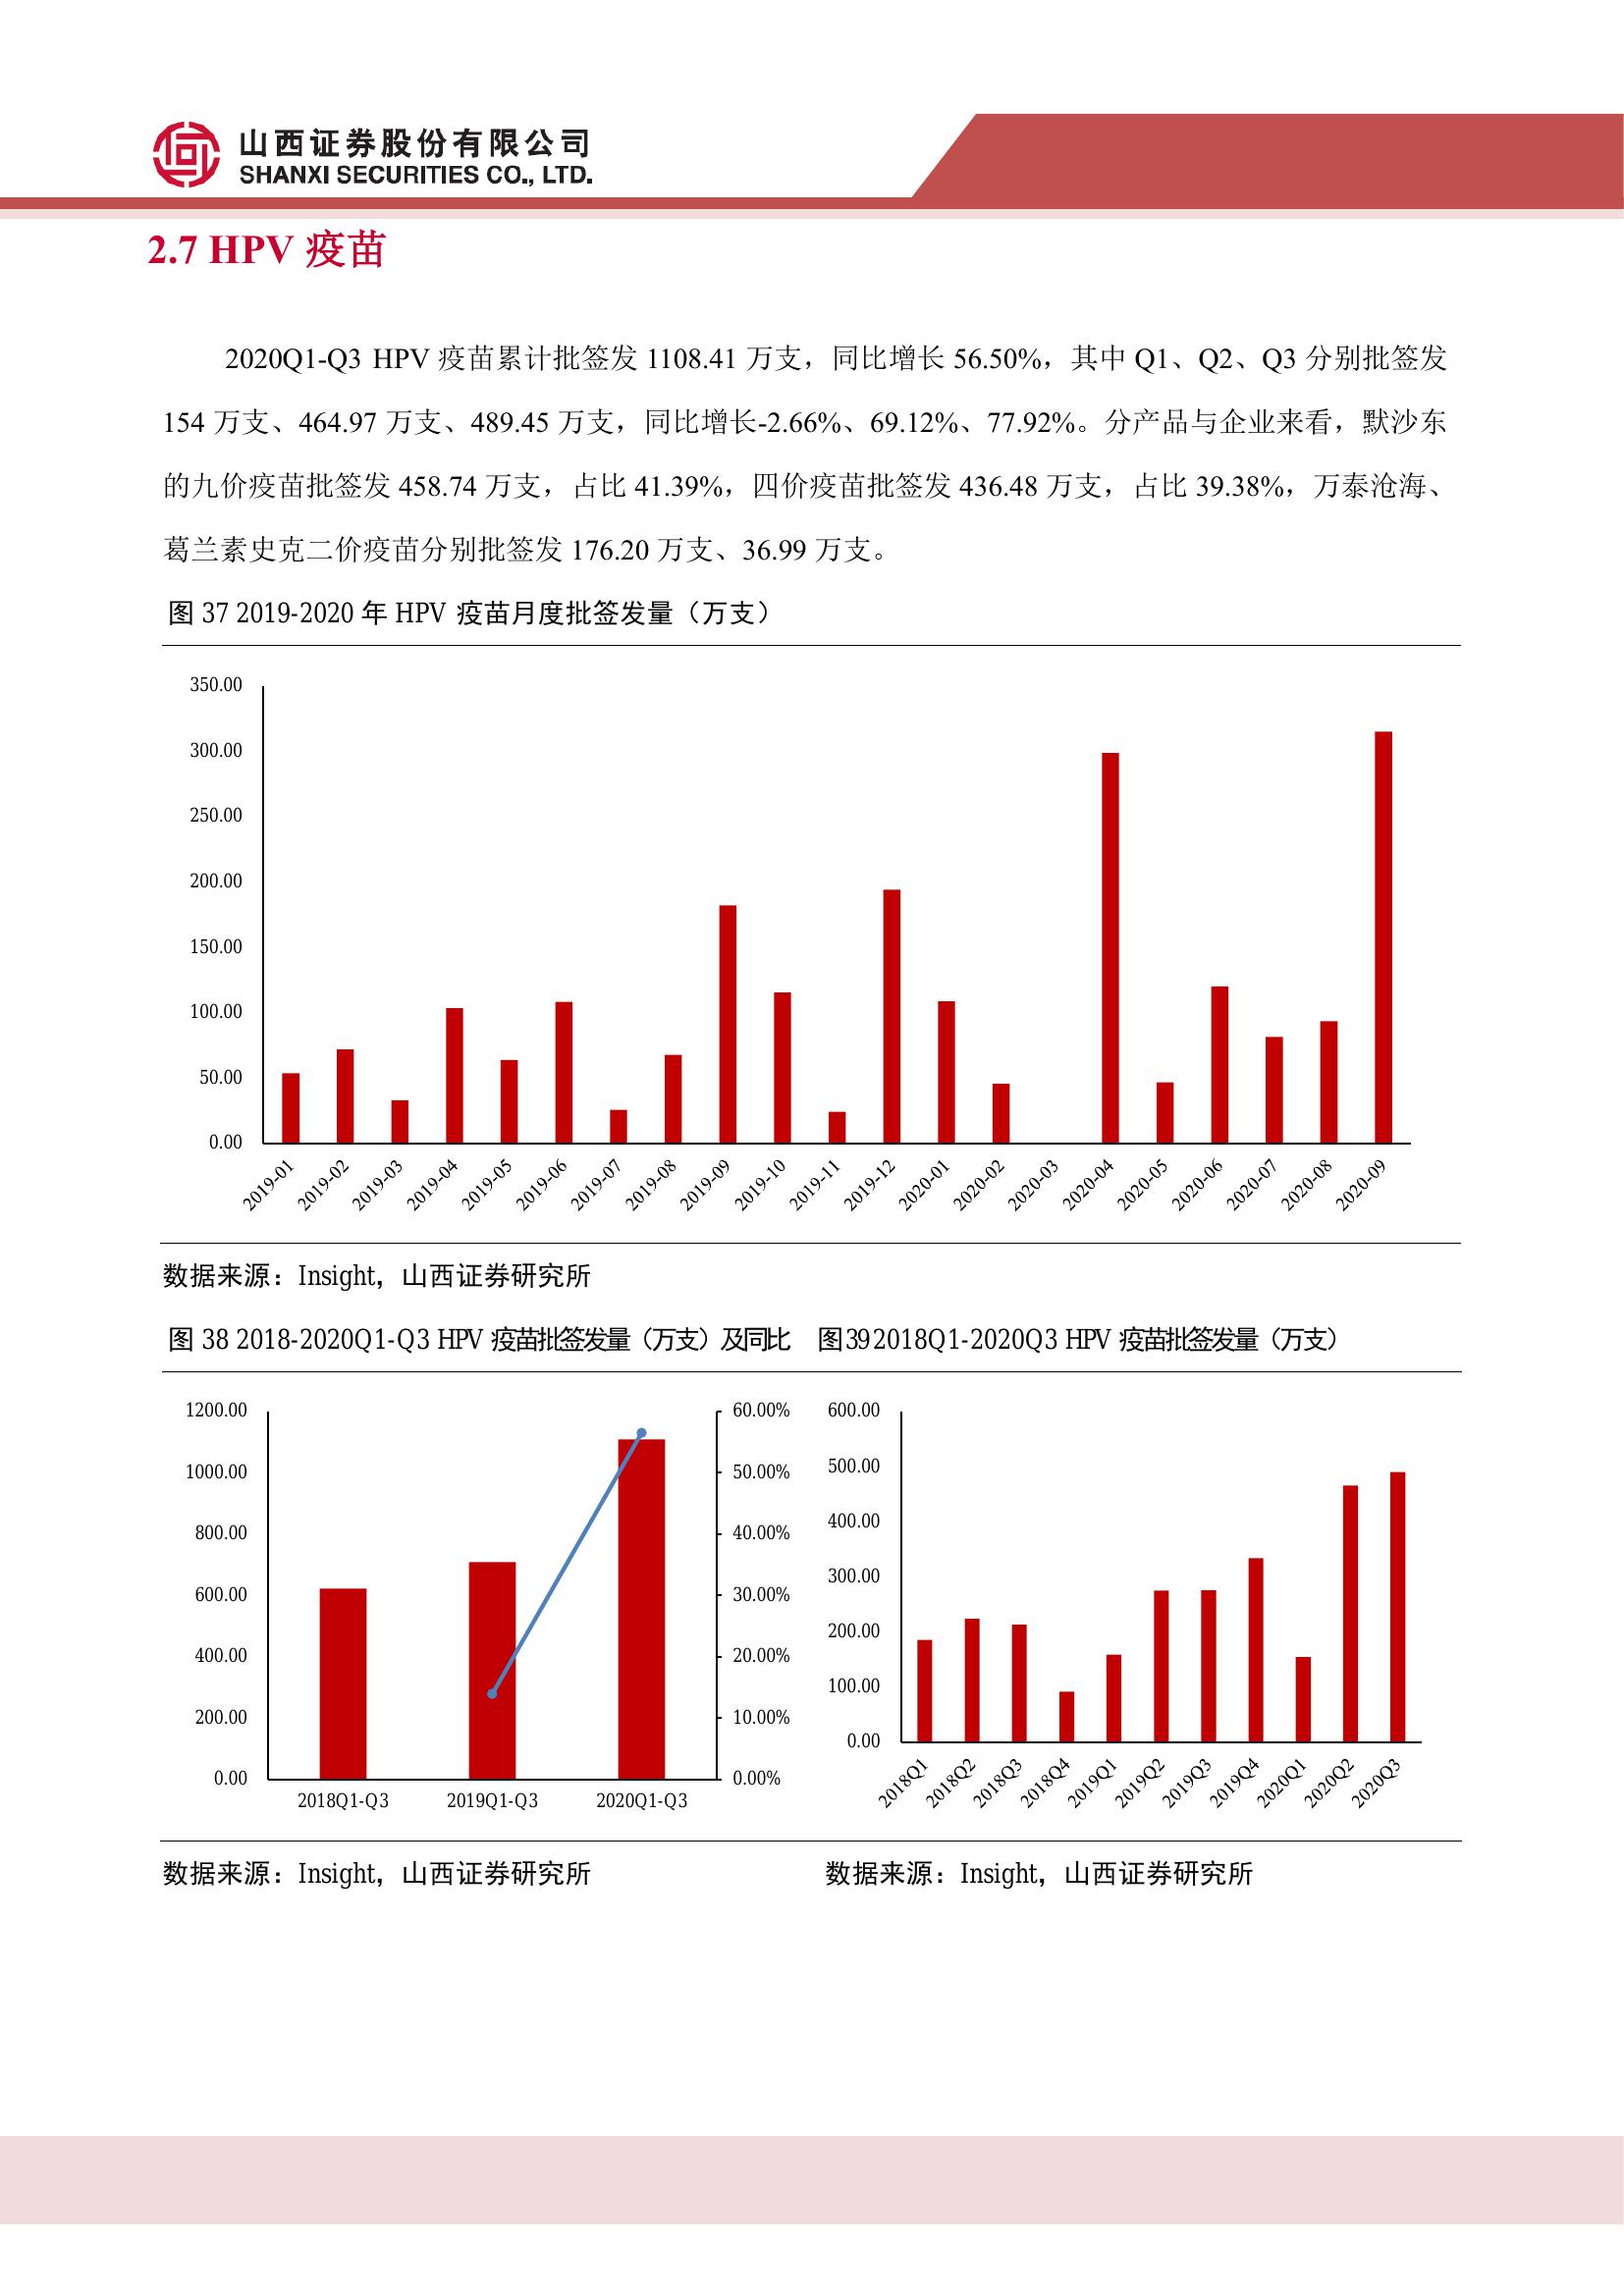 山西证券股份有限公司
SHANXI SECURITIES CO., LTD.
2.7 HPV 疫苗
2020Q1-Q3 HPV 疫苗累计批签发 1108.41 万支，同比增长 56.50%，其中 Q1、Q2、Q3 分别批签发
154 万支、464.97 万支、489.45 万支，同比增长-2.66%、69.12%、77.92%。分产品与企业来看，默沙东
的九价疫苗批签发 458.74 万支，占比 41.39%，四价疫苗批签发 436.48 万支，占比 39.38%，万泰沧海、
葛兰素史克二价疫苗分别批签发 176.20 万支、36.99 万支。
图 37 2019-2020 年 HPV 疫苗月度批签发量（万支）
350.00
300.00
250.00
200.00
150.00
100.00
50.00
0.00
2019-01 2019-02 2019-03 2019-04 2019-05 2019-06 2019-07 2019-08 2019-09 2019-10 2019-11 2019-12 2020-01 2020-02 2020-03 2020-04 2020-05 2020-06 2020-07 2020-08 2020-09
数据来源：Insight，山西证券研究所
图 38 2018-2020Q1-Q3 HPV 疫苗批签发量（万支）及同比
1200.00
1000.00
800.00
600.00
400.00
200.00
0.00
60.00%
50.00%
40.00%
30.00%
20.00%
10.00%
0.00%
2018Q1-Q3 2019Q1-Q3 2020Q1-Q3
数据来源：Insight，山西证券研究所
图39 2018Q1-2020Q3 HPV 疫苗批签发量（万支）
600.00
500.00
400.00
300.00
200.00
100.00
0.00
2018Q1 2018Q2 2018Q3 2018Q4 2019Q1 2019Q2 2019Q3 2019Q4 2020Q1 2020Q2 2020Q3
数据来源：Insight，山西证券研究所